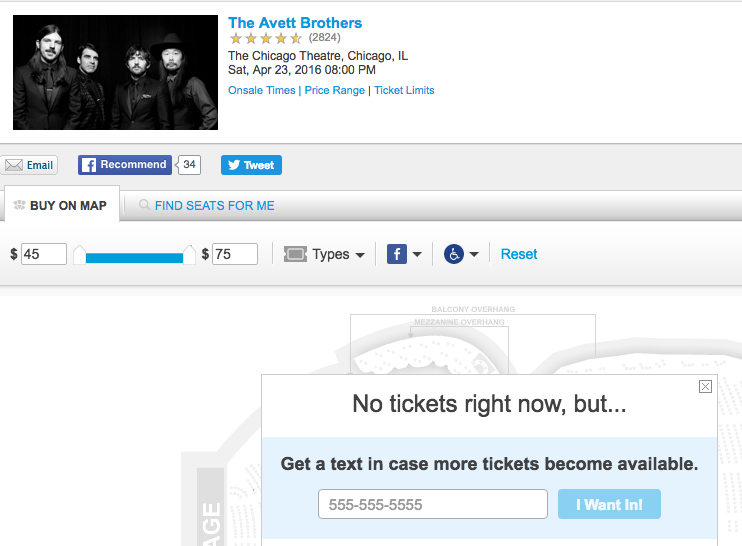 The Avett Brothers
(2824)
The Chicago Theatre, Chicago, IL
Sat, Apr 23, 2016 08:00 PM
Onsale Times | Price Range | Ticket Limits
Email
f Recommend 34
Tweet
BUY ON MAP
FIND SEATS FOR ME
$ 45
$ 75
Types
f
Reset
BALCONY OVERHANG
MEZZANINE OVERHANG
No tickets right now, but...
Get a text in case more tickets become available.
555-555-5555
I Want In!
AGE